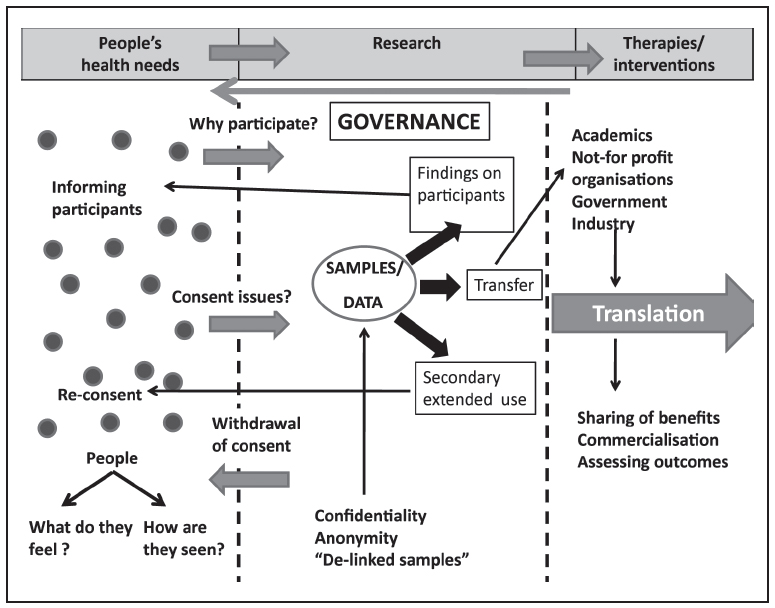 People's
health needs
Research
Therapies/
interventions
Why participate?
GOVERNANCE
Academics
Not-for profit
organisations
Government
Industry
Findings on
participants
Informing
participants
SAMPLES/
DATA
Transfer
Consent issues?
Translation
Secondary
extended use
Re-consent
Withdrawal
of consent
Sharing of benefits
Commercialisation
Assessing outcomes
People
What do they
feel ?
How are
they seen?
Confidentiality
Anonymity
“De-linked samples”